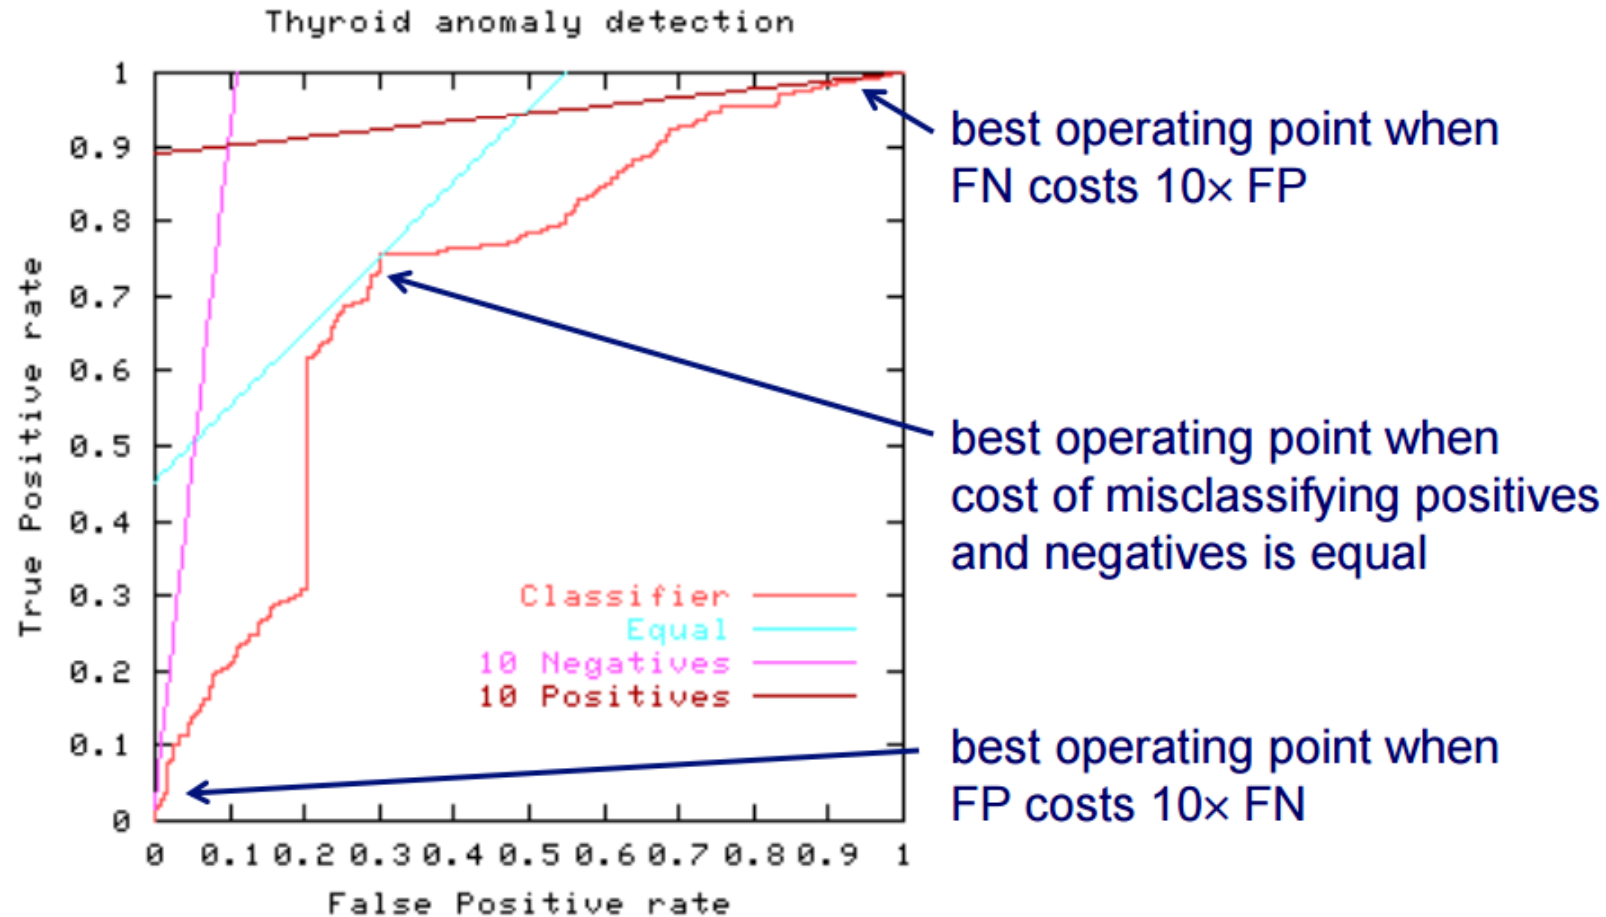 Thyroid anomaly detection
1
0.9
0.8
0.7
0.6
0.5
0.4
0.3
0.2
0.1
0
True Positive rate
Classifier
Equal
10 Negatives
10 Positives
0 0.1 0.2 0.3 0.4 0.5 0.6 0.7 0.8 0.9 1
False Positive rate
best operating point when
FN costs 10× FP
best operating point when
cost of misclassifying positives
and negatives is equal
best operating point when
FP costs 10× FN